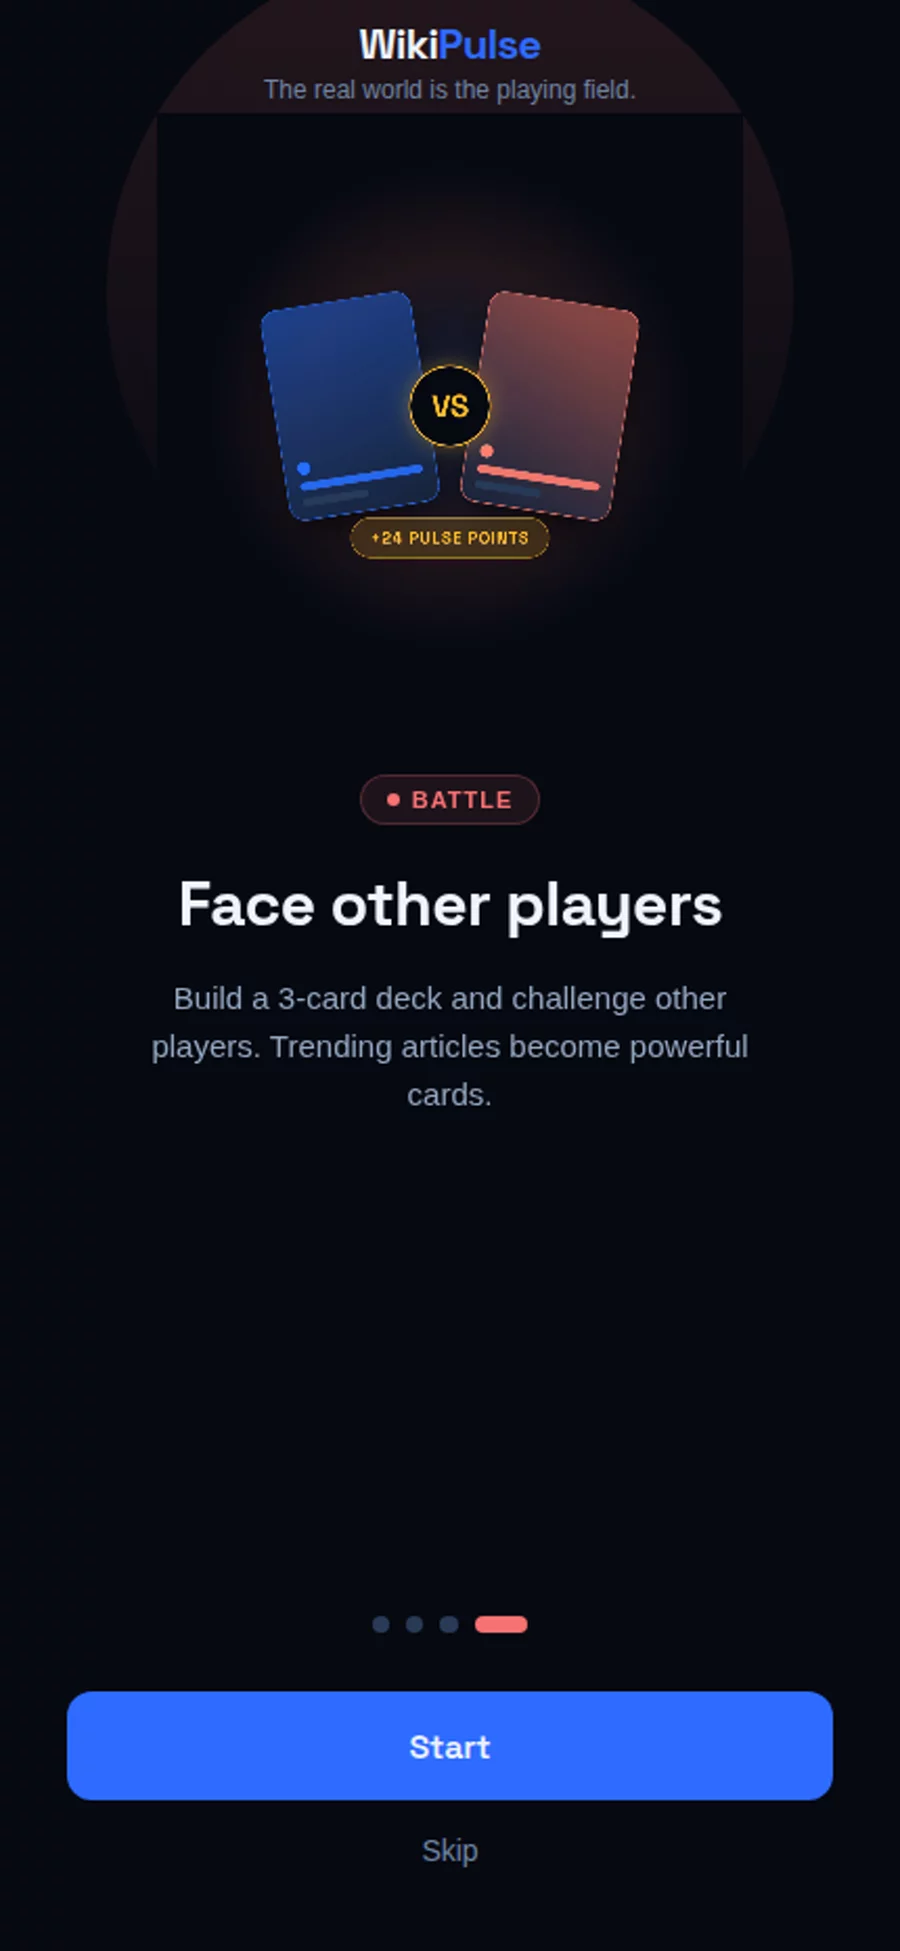 WikiPulse
The real world is the playing field.
VS
+24 PULSE POINTS
BATTLE
Face other players
Build a 3-card deck and challenge other
players. Trending articles become powerful
cards.
Start
Skip